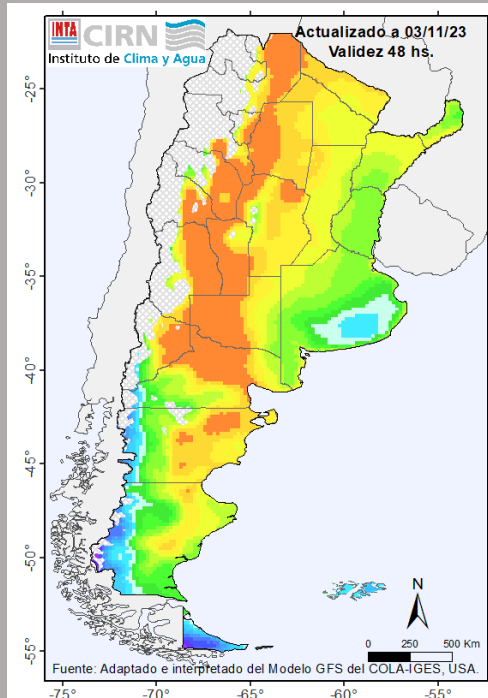 INTA CIRN
Instituto de Clima y Agua
Actualizado a 03/11/23
Validez 48 hs.
-25°
-30°
-35°
-40°
-45°
-50°
-55°
N
0 250 500 Km
Fuente: Adaptado e interpretado del Modelo GFS del COLA-IGES, USA.
-75° -70° -65° -60° -55°